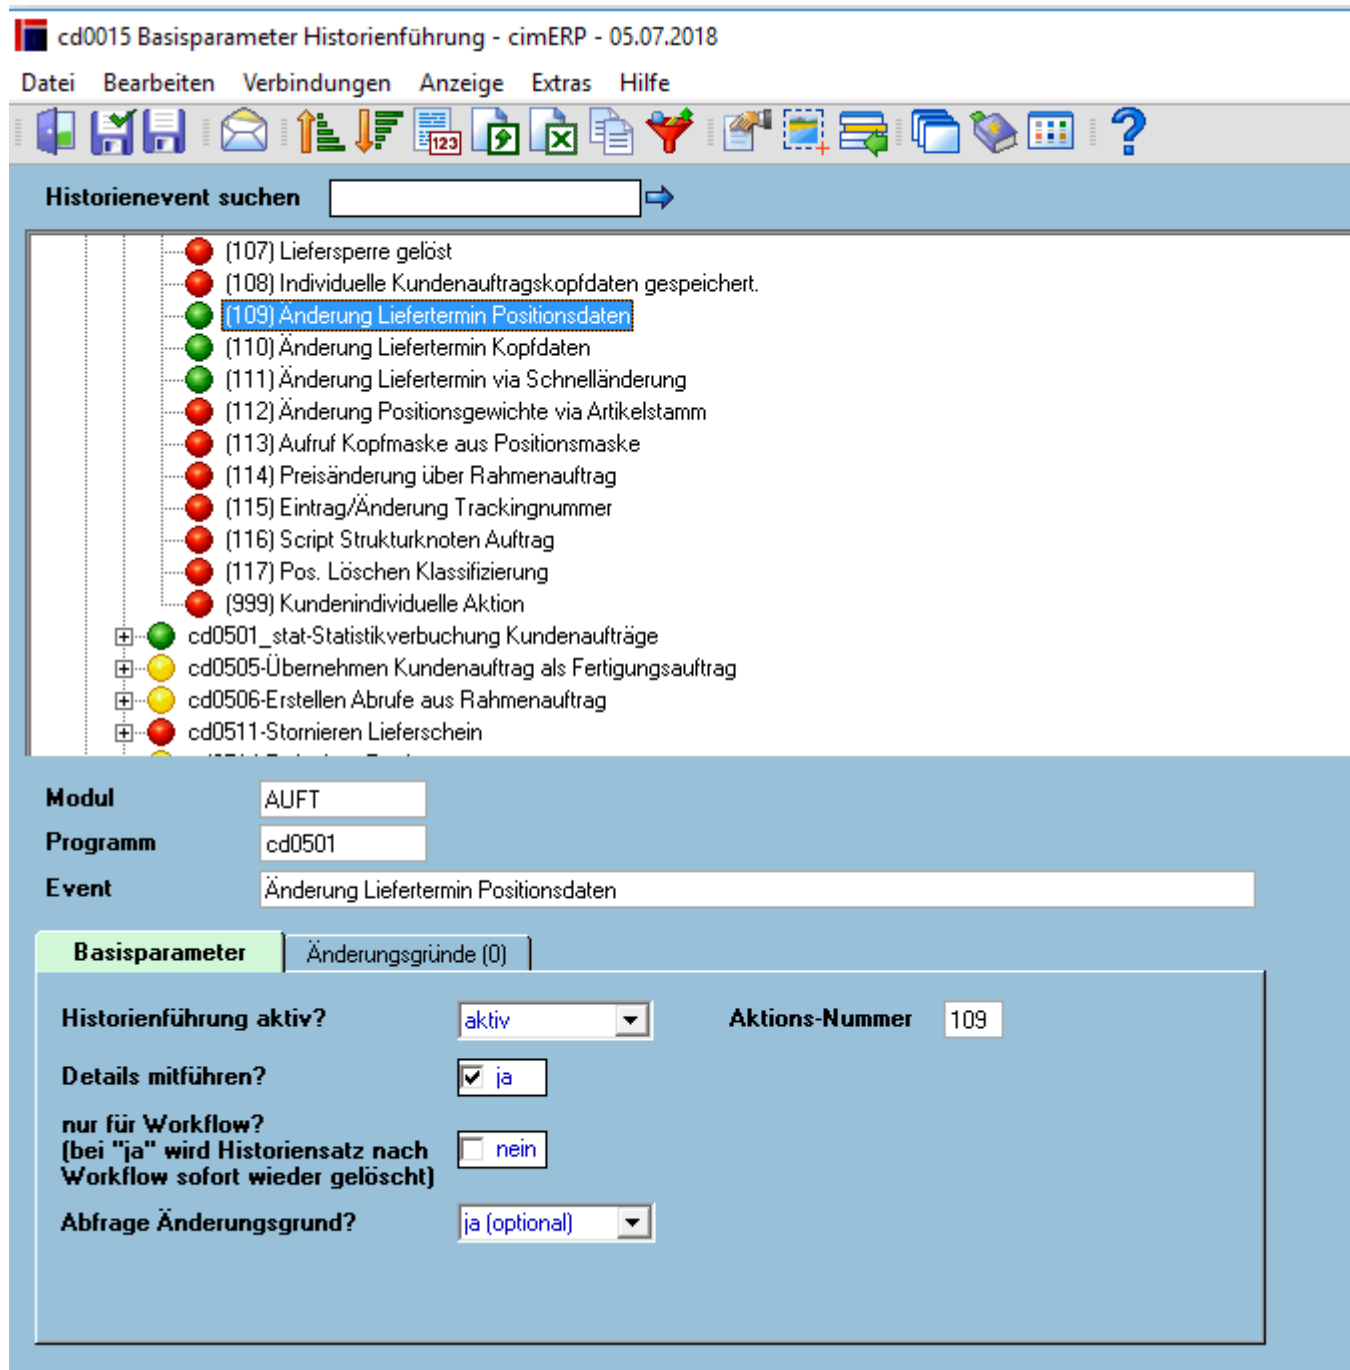 cd0015 Basisparameter Historienführung - cimERP - 05.07.2018
Datei Bearbeiten Verbindungen Anzeige Extras Hilfe
123
Historienevent suchen
(107) Liefersperre gelöst
(108) Individuelle Kundenauftragskopfdaten gespeichert.
(109) Änderung Liefertermin Positionsdaten
(110) Änderung Liefertermin Kopfdaten
(111) Änderung Liefertermin via Schnelländerung
(112) Änderung Positionsgewichte via Artikelstamm
(113) Aufruf Kopfmaske aus Positionsmaske
(114) Preisänderung über Rahmenauftrag
(115) Eintrag/Änderung Trackingnummer
(116) Script Strukturknoten Auftrag
(117) Pos. Löschen Klassifizierung
(999) Kundenindividuelle Aktion
cd0501_stat-Statistikverbuchung Kundenaufträge
cd0505-Übernehmen Kundenauftrag als Fertigungsauftrag
cd0506-Erstellen Abrufe aus Rahmenauftrag
cd0511-Stornieren Lieferschein
Modul AUFT
Programm cd0501
Event Änderung Liefertermin Positionsdaten
Basisparameter Änderungsgründe (0)
Historienführung aktiv? aktiv Aktions-Nummer 109
Details mitführen? ja
nur für Workflow?
(bei "ja" wird Historiensatz nach nein
Workflow sofort wieder gelöscht)
Abfrage Änderungsgrund? ja (optional)